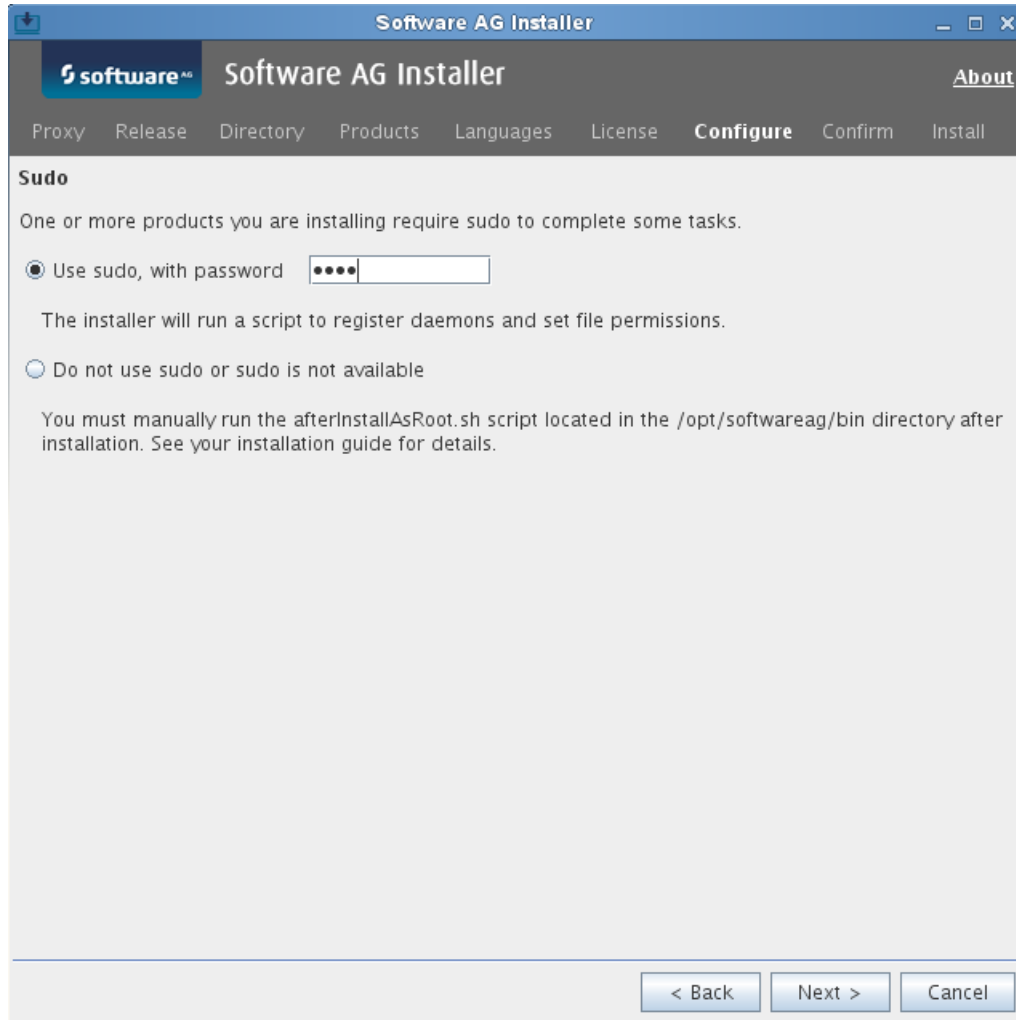 Software AG Installer
software AG Software AG Installer About
Proxy Release Directory Products Languages License Configure Confirm Install
Sudo
One or more products you are installing require sudo to complete some tasks.
Use sudo, with password ••••
The installer will run a script to register daemons and set file permissions.
Do not use sudo or sudo is not available
You must manually run the afterInstallAsRoot.sh script located in the /opt/softwareag/bin directory after
installation. See your installation guide for details.
< Back Next > Cancel